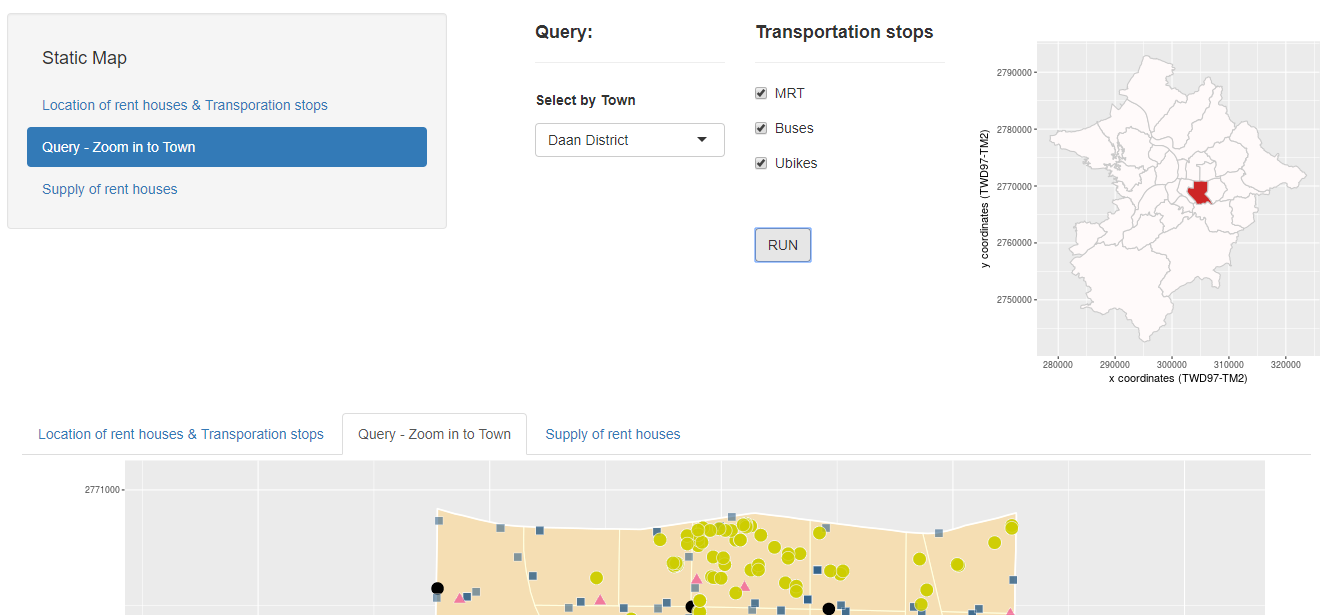 Static Map
Location of rent houses & Transporation stops
Query - Zoom in to Town
Supply of rent houses
Query:
Select by Town
Daan District
Transportation stops
MRT
Buses
Ubikes
RUN
y coordinates (TWD97-TM2)
2790000
2780000
2770000
2760000
2750000
280000 290000 300000 310000 320000
x coordinates (TWD97-TM2)
Location of rent houses & Transporation stops Query - Zoom in to Town Supply of rent houses
2771000